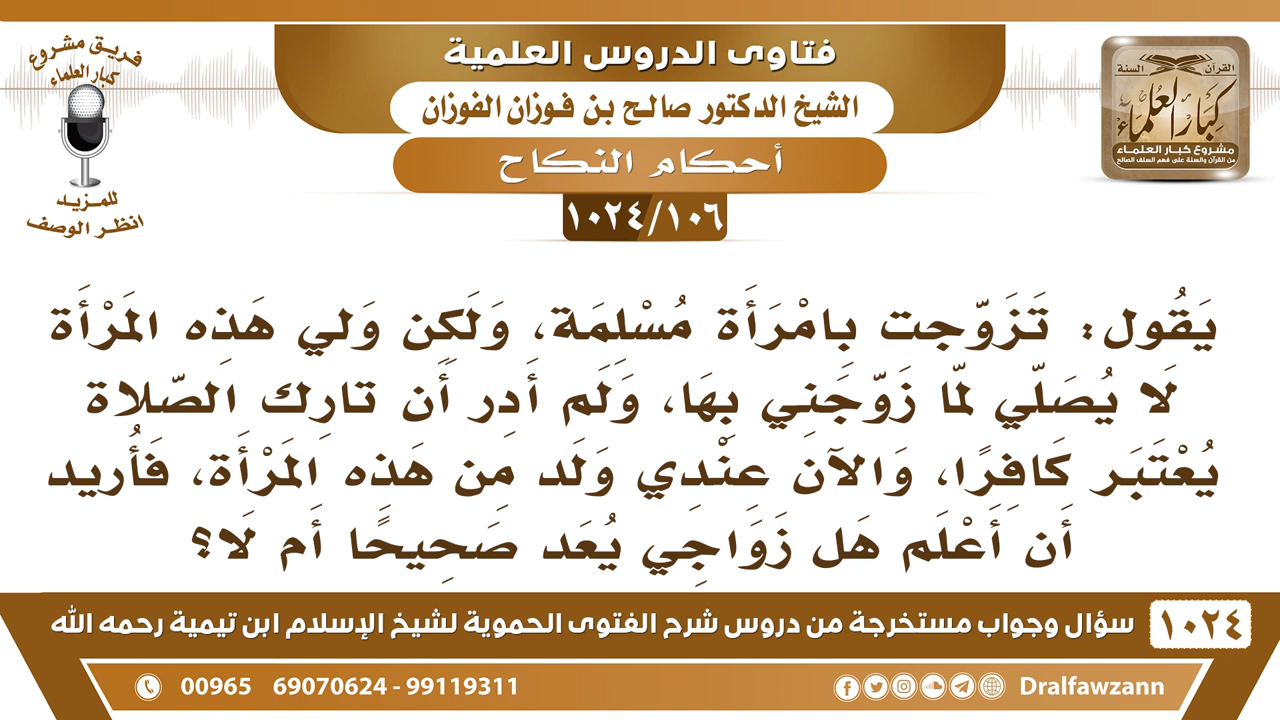 فتاوى الدروس العلمية
الشيخ الدكتور صالح بن فوزان الفوزان
أحكام النكاح
١٠٢٤/١٠٦
فريق مشروع
كبار العلماء
للمزيد
انظر الوصف
القرآن السنة
كبار العلماء
مشروع كبار العلماء
من القرآن والسنة على فهم السلف الصالح
يَقُول: تَزَوّجت بامْرَأَة مُسْلمَة، وَلَكن وَلي هَذه المَرْأَة
لَا يُصَلّي لمّا زَوّجَني بهَا، وَلَم أَدر أَن تَارك الصّلَاة
يُعْتَبَر كَافرًا، وَالآن عنْدي وَلَد من هَذه المَرْأَة، فَأُريد
أَن أَعْلَم هَل زَوَاجي يُعَد صَحيحًا أَم لَا؟
١٠٢٤ سؤال وجواب مستخرجة من دروس شرح الفتوى الحموية لشيخ الإسلام ابن تيمية رحمه الله
00965 69070624 - 99119311
Dralfawzann